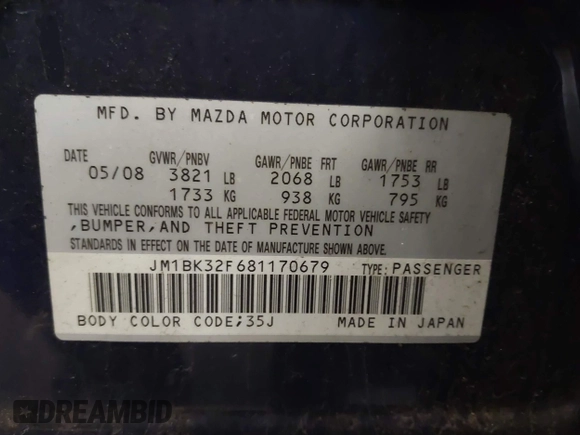 MFD. BY MAZDA MOTOR CORPORATION
DATE GVWR/PNBV GAWR/PNBE FRT GAWR/PNBE RR
05/08 3821 LB 2068 LB 1753 LB
1733 KG 938 KG 795 KG
THIS VEHICLE CONFORMS TO ALL APPLICABLE FEDERAL MOTOR VEHICLE SAFETY
,BUMPER,AND THEFT PREVENTION
STANDARDS IN EFFECT ON THE DATE OF MANUFACTURE SHOWN ABOVE.
JM1BK32F681170679 TYPE: PASSENGER
BODY COLOR CODE;35J MADE IN JAPAN
DREAMBID